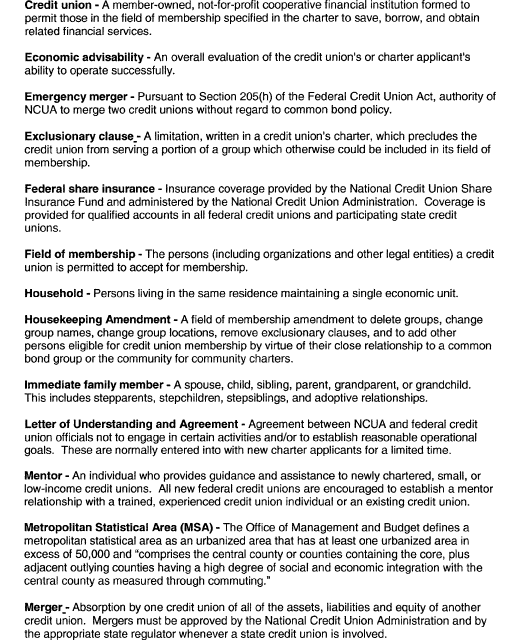 Credit union - A member-owned, not-for-profit cooperative financial institution formed to
permit those in the field of membership specified in the charter to save, borrow, and obtain
related financial services.
Economic advisability - An overall evaluation of the credit union's or charter applicant's
ability to operate successfully.
Emergency merger - Pursuant to Section 205(h) of the Federal Credit Union Act, authority of
NCUA to merge two credit unions without regard to common bond policy.
Exclusionary clause - A limitation, written in a credit union's charter, which precludes the
credit union from serving a portion of a group which otherwise could be included in its field of
membership.
Federal share insurance - Insurance coverage provided by the National Credit Union Share
Insurance Fund and administered by the National Credit Union Administration. Coverage is
provided for qualified accounts in all federal credit unions and participating state credit
unions.
Field of membership - The persons (including organizations and other legal entities) a credit
union is permitted to accept for membership.
Household - Persons living in the same residence maintaining a single economic unit.
Housekeeping Amendment - A field of membership amendment to delete groups, change
group names, change group locations, remove exclusionary clauses, and to add other
persons eligible for credit union membership by virtue of their close relationship to a common
bond group or the community for community charters.
Immediate family member - A spouse, child, sibling, parent, grandparent, or grandchild.
This includes stepparents, stepchildren, stepsiblings, and adoptive relationships.
Letter of Understanding and Agreement - Agreement between NCUA and federal credit
union officials not to engage in certain activities and/or to establish reasonable operational
goals. These are normally entered into with new charter applicants for a limited time.
Mentor - An individual who provides guidance and assistance to newly chartered, small, or
low-income credit unions. All new federal credit unions are encouraged to establish a mentor
relationship with a trained, experienced credit union individual or an existing credit union.
Metropolitan Statistical Area (MSA) - The Office of Management and Budget defines a
metropolitan statistical area as an urbanized area that has at least one urbanized area in
excess of 50,000 and "comprises the central county or counties containing the core, plus
adjacent outlying counties having a high degree of social and economic integration with the
central county as measured through commuting."
Merger - Absorption by one credit union of all of the assets, liabilities and equity of another
credit union. Mergers must be approved by the National Credit Union Administration and by
the appropriate state regulator whenever a state credit union is involved.